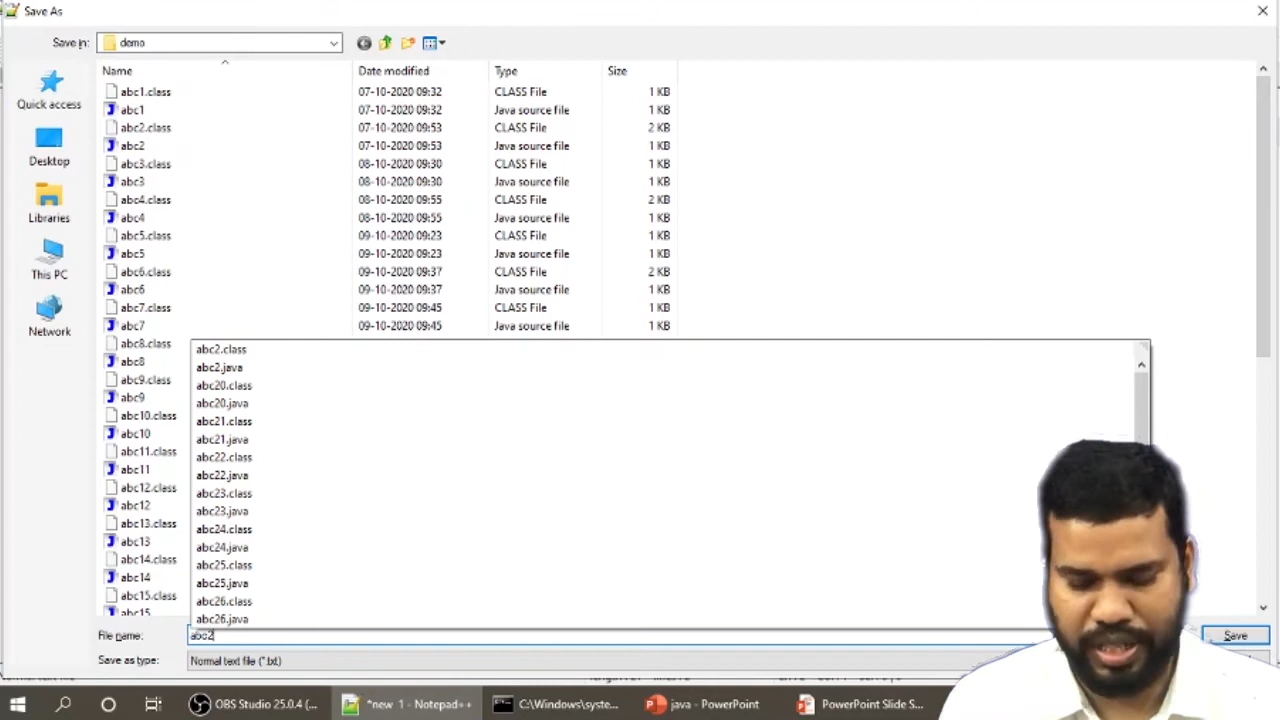 Save As
Save in: demo
Name Date modified Type Size
abc1.class 07-10-2020 09:32 CLASS File 1 KB
abc1 07-10-2020 09:32 Java source file 1 KB
abc2.class 07-10-2020 09:53 CLASS File 2 KB
abc2 07-10-2020 09:53 Java source file 1 KB
abc3.class 08-10-2020 09:30 CLASS File 1 KB
abc3 08-10-2020 09:30 Java source file 1 KB
abc4.class 08-10-2020 09:55 CLASS File 2 KB
abc4 08-10-2020 09:55 Java source file 1 KB
abc5.class 09-10-2020 09:23 CLASS File 1 KB
abc5 09-10-2020 09:23 Java source file 1 KB
abc6.class 09-10-2020 09:37 CLASS File 2 KB
abc6 09-10-2020 09:37 Java source file 1 KB
abc7.class 09-10-2020 09:45 CLASS File 1 KB
abc7 09-10-2020 09:45 Java source file 1 KB
abc8.class
abc8
abc9.class
abc9
abc10.class
abc10
abc11.class
abc11
abc12.class
abc12
abc13.class
abc13
abc14.class
abc14
abc15.class
abc15
Quick access
Desktop
Libraries
This PC
Network
abc2.class
abc2.java
abc20.class
abc20.java
abc21.class
abc21.java
abc22.class
abc22.java
abc23.class
abc23.java
abc24.class
abc24.java
abc25.class
abc25.java
abc26.class
abc26.java
File name: abc2 Save
Save as type: Normal text file (*.txt)
OBS Studio 25.0.4 (... *new 1 - Notepad++ C:\Windows\syste... java - PowerPoint PowerPoint Slide S...